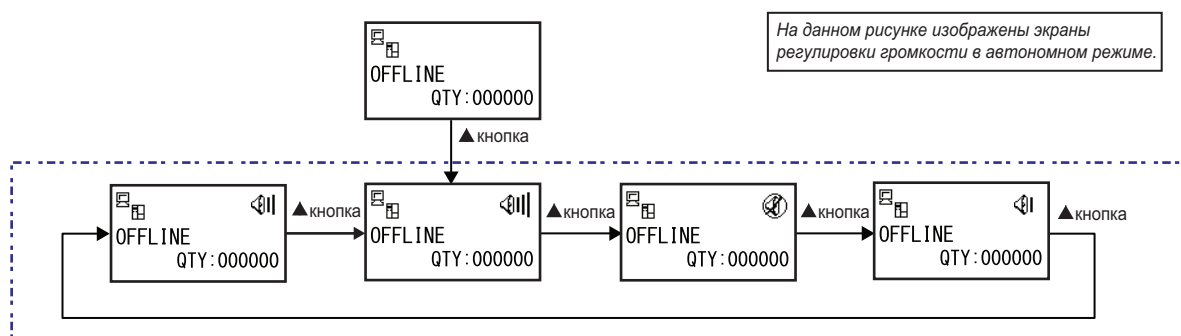 На данном рисунке изображены экраны
регулировки громкости в автономном режиме.
OFFLINE
QTY:000000
▲кнопка
OFFLINE
QTY:000000
▲кнопка
OFFLINE
QTY:000000
▲кнопка
OFFLINE
QTY:000000
▲кнопка
OFFLINE
QTY:000000
▲кнопка